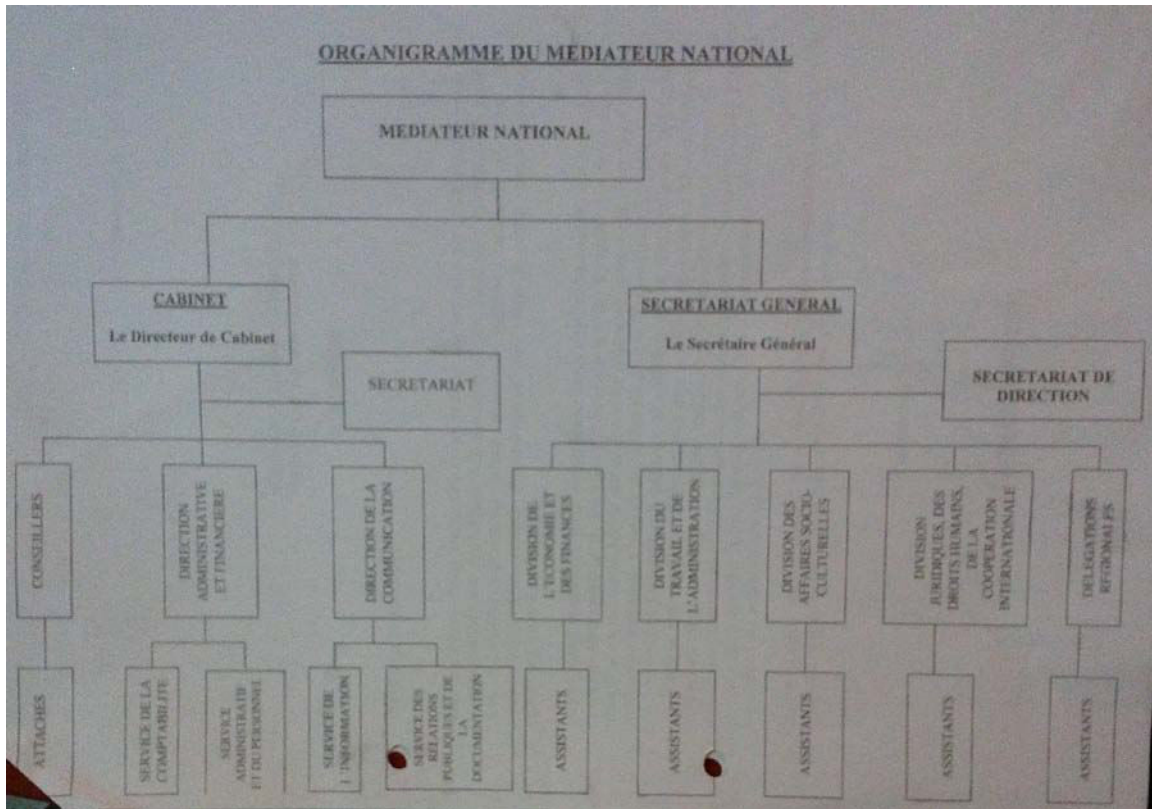 ORGANIGRAMME DU MEDIATEUR NATIONAL
MEDIATEUR NATIONAL
CABINET
Le Directeur de Cabinet
SECRETARIAT GENERAL
Le Secrétaire Général
SECRETARIAT
SECRETARIAT DE
DIRECTION
CONSEILLERS
DIRECTION
ADMINISTRATIVE
ET FINANCIERE
DIRECTION DE LA
COMMUNICATION
DIVISION DE
L'ECONOMIE ET
DES FINANCES
DIVISION DU
TRAVAIL ET DE
L'ADMINISTRATION
DIVISION DES
AFFAIRES SOCIO-
CULTURELLES
DIVISION
JURIDIQUES, DES
DROITS HUMAINS,
DE LA
COOPERATION
INTERNATIONALE
DELEGATIONS
REGIONALES
ATTACHES
SERVICE DE LA
COMPTABILITE
SERVICE
ADMINISTRATIF
ET DU PERSONNEL
SERVICE DE
L'INFORMATION
SERVICE DES
RELATIONS
PUBLIQUES ET DE
LA
DOCUMENTATION
ASSISTANTS
ASSISTANTS
ASSISTANTS
ASSISTANTS
ASSISTANTS